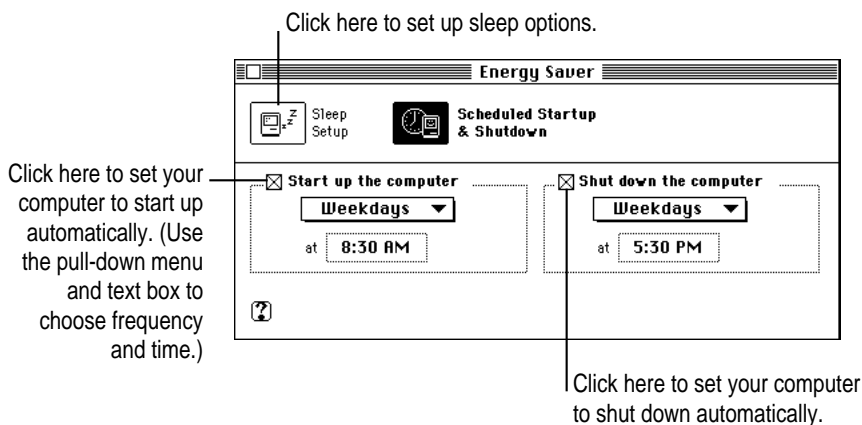 Click here to set up sleep options.
Energy Saver
Sleep
Setup
Scheduled Startup
& Shutdown
Click here to set your
computer to start up
automatically. (Use
the pull-down menu
and text box to
choose frequency
and time.)
Start up the computer
Weekdays
at 8:30 AM
Shut down the computer
Weekdays
at 5:30 PM
?
Click here to set your computer
to shut down automatically.